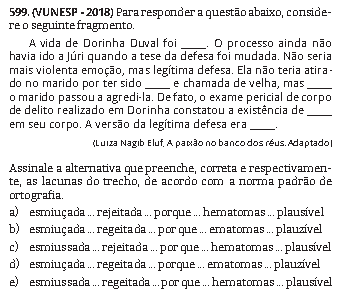 599. (VUNESP - 2018) Para responder a questão abaixo, conside-
re o seguinte fragmento.
A vida de Dorinha Duval foi _____. O processo ainda não
havia ido a Júri quando a tese da defesa foi mudada. Não seria
mais violenta emoção, mas legítima defesa. Ela não teria atira-
do no marido por ter sido _____ e chamada de velha, mas _____
o marido passou a agredi-la. De fato, o exame pericial de corpo
de delito realizado em Dorinha constatou a existência de _____
em seu corpo. A versão da legítima defesa era _____.
(Luiza Nagib Eluf, A paixão no banco dos réus. Adaptado)
Assinale a alternativa que preenche, correta e respectivamen-
te, as lacunas do trecho, de acordo com a norma padrão de
ortografia.
a) esmiuçada ... rejeitada ... porque ... hematomas ... plausível
b) esmiuçada ... regeitada ... por que ... ematomas ... plauzível
c) esmiussada ... rejeitada ... por que ... hematomas ... plausível
d) esmiuçada ... regeitada ... porque ... ematomas ... plauzível
e) esmiussada ... rejeitada ... por que ... hematomas ... plausível